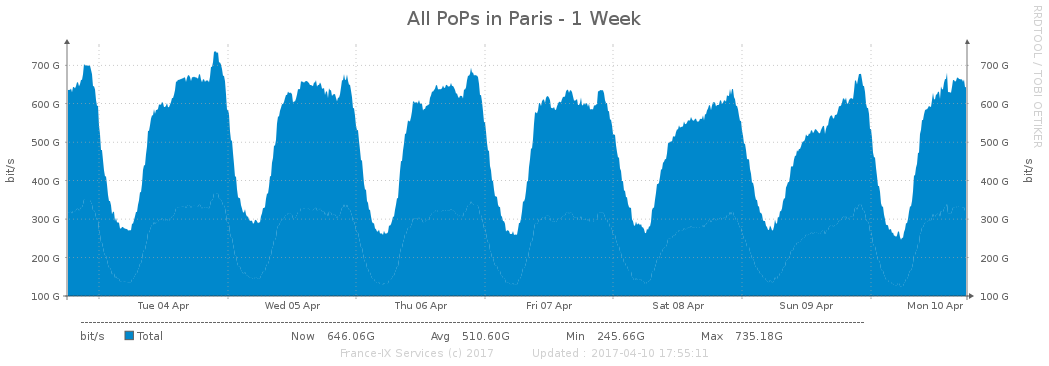 All PoPs in Paris - 1 Week
RRDTOOL / TOBI OETIKER
700 G 700 G
600 G 600 G
500 G 500 G
400 G 400 G
300 G 300 G
200 G 200 G
100 G 100 G
bit/s
bit/s
Tue 04 Apr Wed 05 Apr Thu 06 Apr Fri 07 Apr Sat 08 Apr Sun 09 Apr Mon 10 Apr
bit/s Total Now 646.06G Avg 510.60G Min 245.66G Max 735.18G
France-IX Services (c) 2017 Updated : 2017-04-10 17:55:11